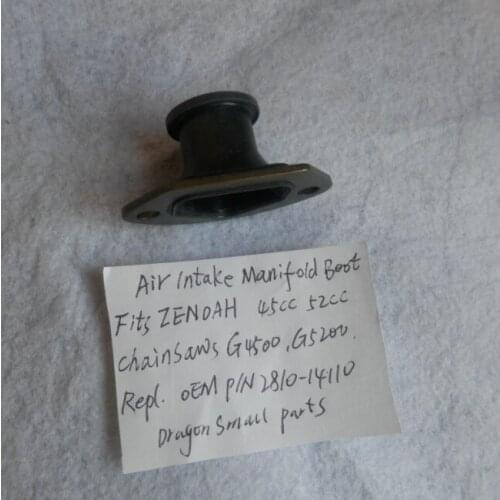 Air Intake Manifold Boot
Fits ZENOAH 45cc 52cc
chainsaws G4500, G5200.
Repl. OEM P/N 2810-14110
Dragon Small parts